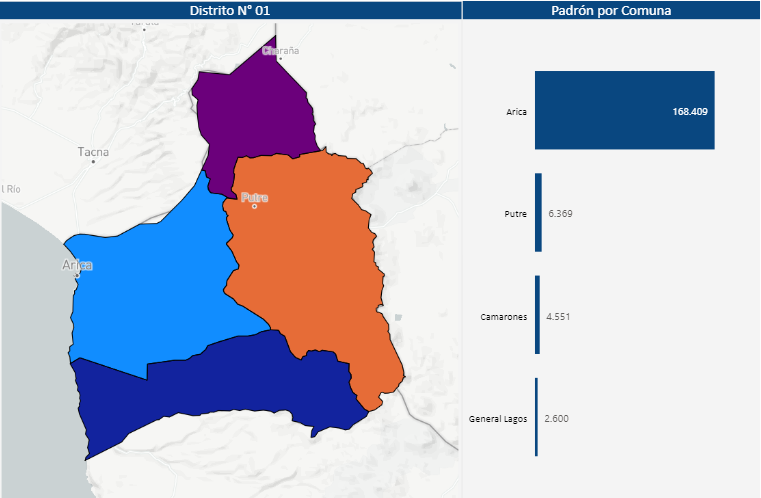 Distrito N° 01
Padrón por Comuna
Charaña
Tacna
l Río
Putre
Arica
Arica
168.409
Putre
6.369
Camarones
4.551
General Lagos
2.600